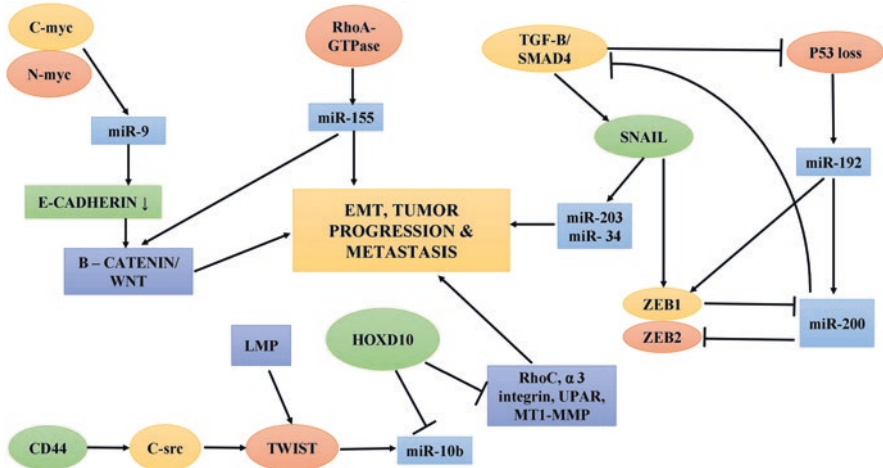 C-myc
N-myc
RhoA-
GTPase
TGF-B/
SMAD4
P53 loss
miR-9
miR-155
SNAIL
miR-192
E-CADHERIN ↓
EMT, TUMOR
PROGRESSION &
METASTASIS
miR-203
miR- 34
B – CATENIN/
WNT
ZEB1
ZEB2
miR-200
LMP
HOXD10
RhoC, α 3
integrin, UPAR,
MT1-MMP
CD44
C-src
TWIST
miR-10b